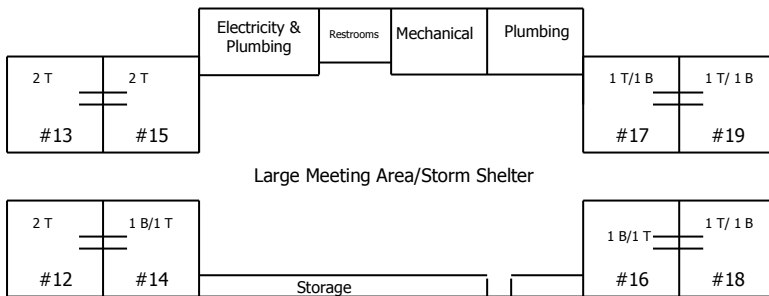 Electricity &
Plumbing
Restrooms
Mechanical
Plumbing
2 T
2 T
1 T/1 B
1 T/ 1 B
#13
#15
#17
#19
Large Meeting Area/Storm Shelter
2 T
1 B/1 T
1 B/1 T
1 T/ 1 B
#12
#14
#16
#18
Storage